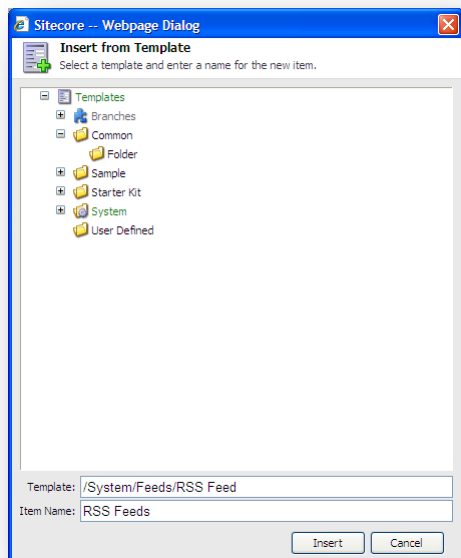 Sitecore -- Webpage Dialog
Insert from Template
Select a template and enter a name for the new item.
Templates
Branches
Common
Folder
Sample
Starter Kit
System
User Defined
Template: /System/Feeds/RSS Feed
Item Name: RSS Feeds
Insert Cancel